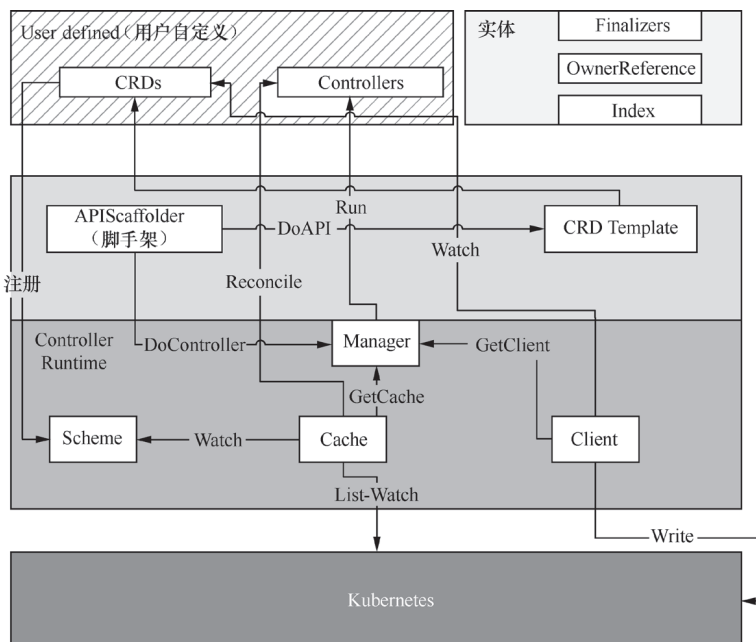 User defined（用户自定义）
CRDs
Controllers
实体
Finalizers
OwnerReference
Index
APIScaffolder
（脚手架）
DoAPI
Run
CRD Template
Watch
注册
Reconcile
Controller
Runtime
DoController
Manager
GetClient
GetCache
Scheme
Watch
Cache
Client
List-Watch
Write
Kubernetes